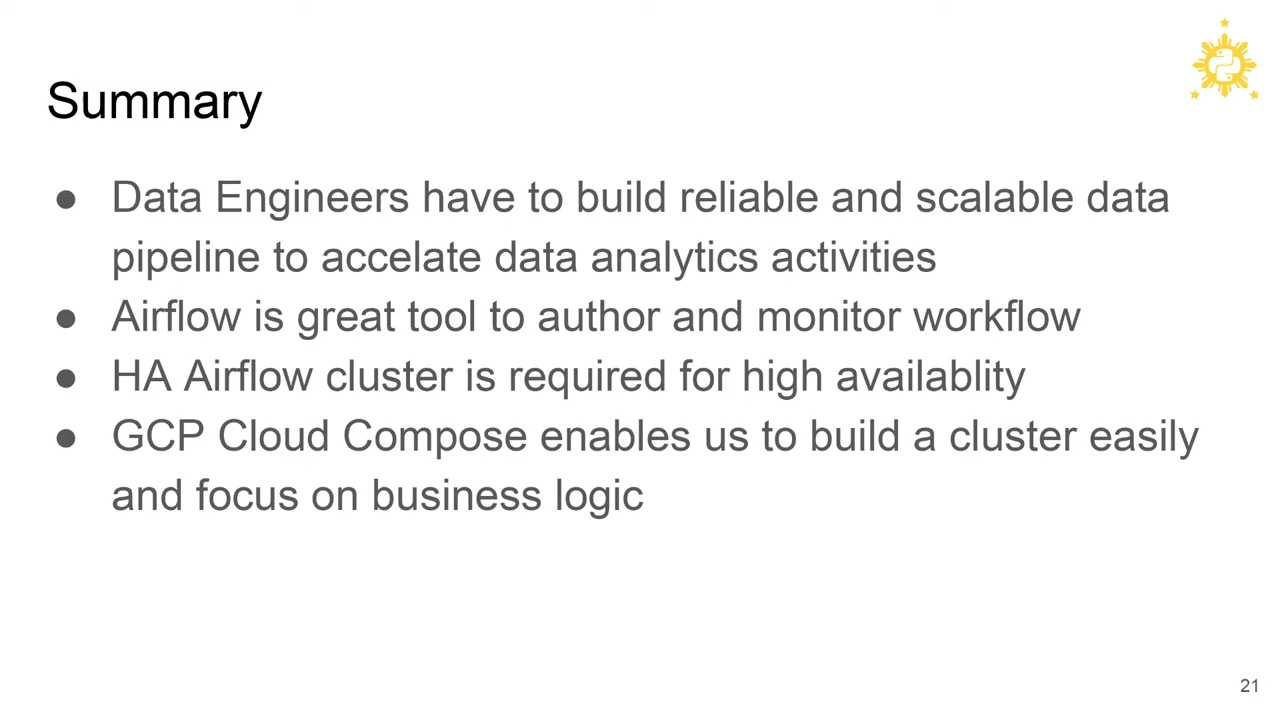 Summary
● Data Engineers have to build reliable and scalable data
pipeline to accelate data analytics activities
● Airflow is great tool to author and monitor workflow
● HA Airflow cluster is required for high availablity
● GCP Cloud Compose enables us to build a cluster easily
and focus on business logic
21